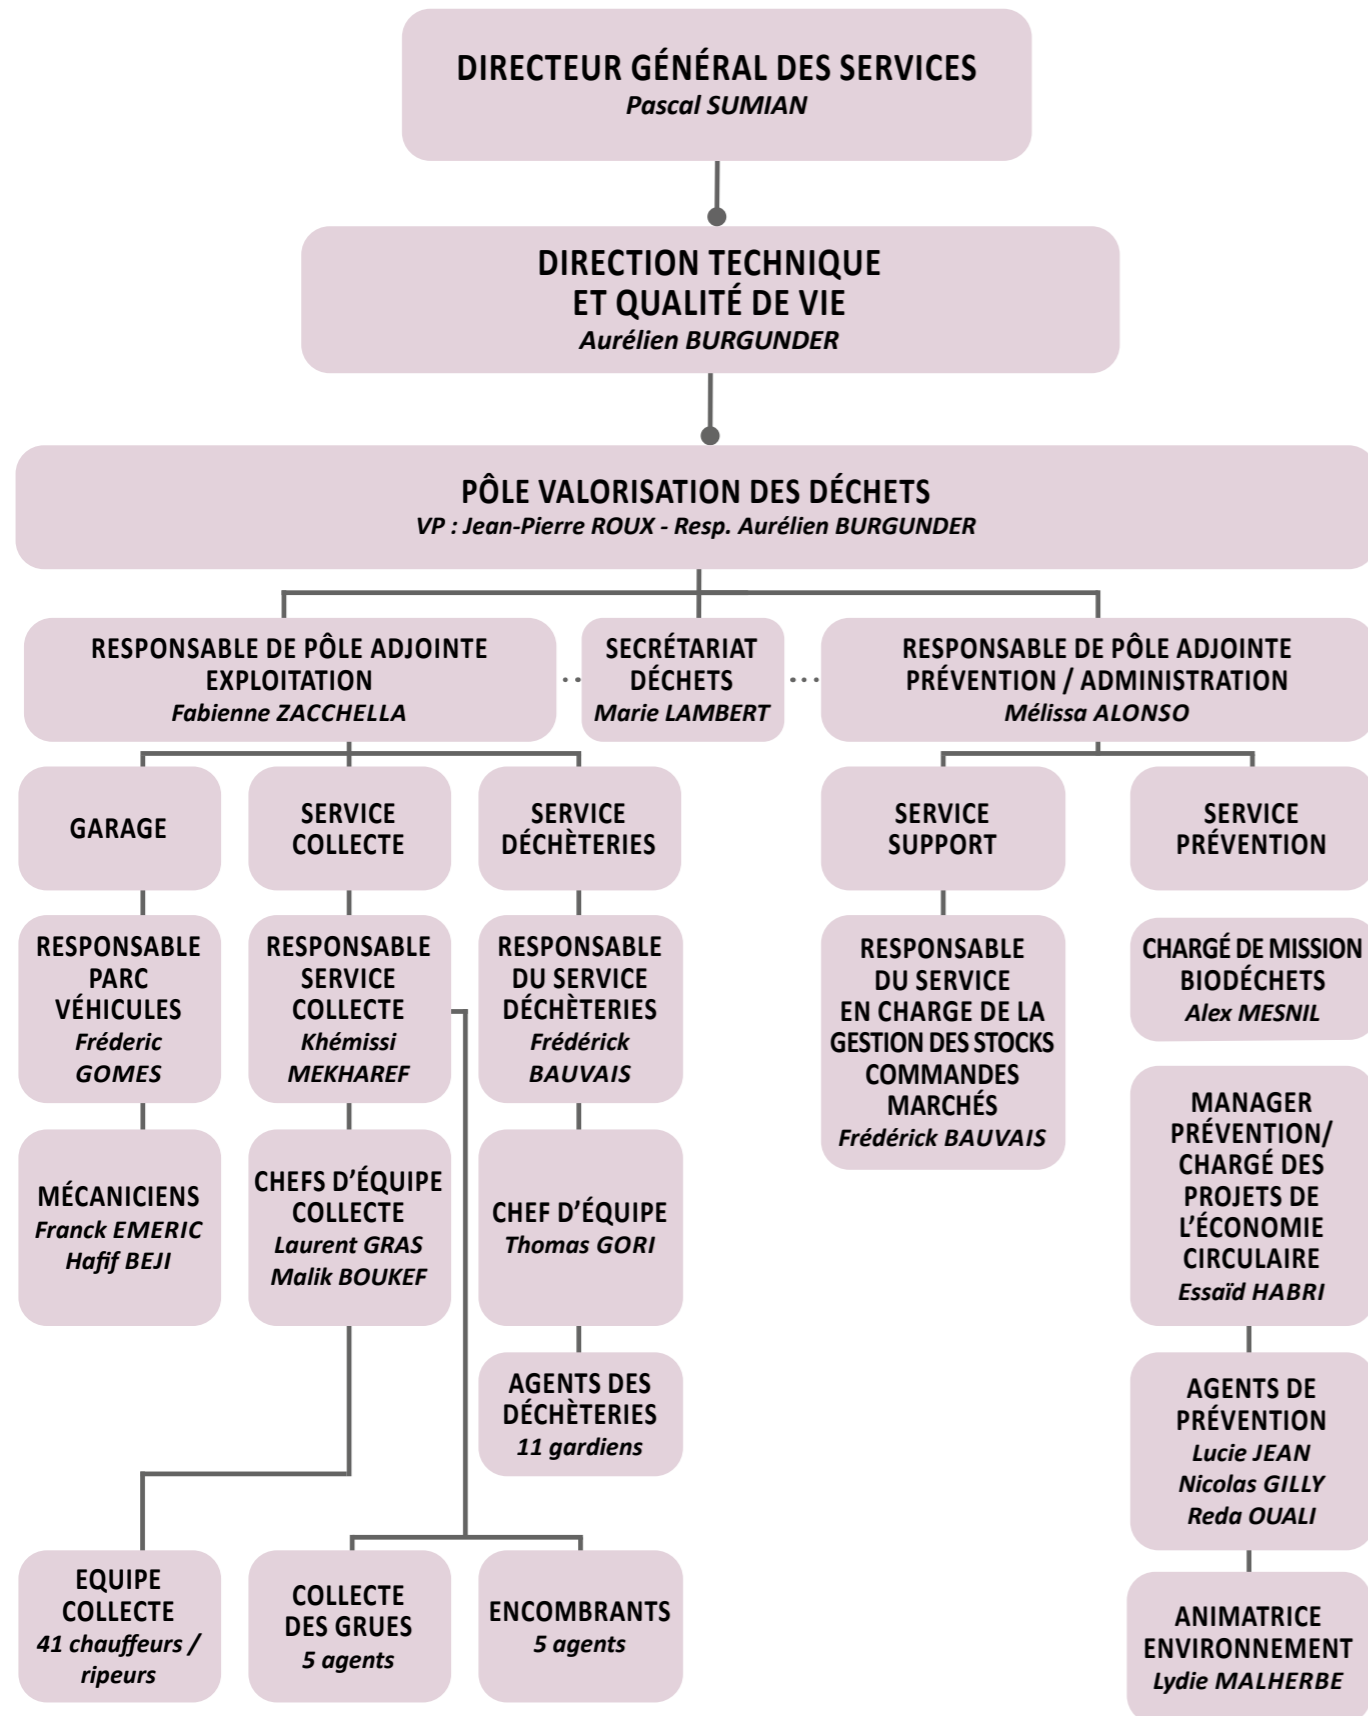 DIRECTEUR GÉNÉRAL DES SERVICES
Pascal SUMIAN
DIRECTION TECHNIQUE
ET QUALITÉ DE VIE
Aurélien BURGUNDER
PÔLE VALORISATION DES DÉCHETS
VP : Jean-Pierre ROUX - Resp. Aurélien BURGUNDER
RESPONSABLE DE PÔLE ADJOINTE
EXPLOITATION
Fabienne ZACCHELLA
SECRÉTARIAT
DÉCHETS
Marie LAMBERT
RESPONSABLE DE PÔLE ADJOINTE
PRÉVENTION / ADMINISTRATION
Mélissa ALONSO
GARAGE
SERVICE
COLLECTE
SERVICE
DÉCHÈTERIES
SERVICE
SUPPORT
SERVICE
PRÉVENTION
RESPONSABLE
PARC
VÉHICULES
Fréderic
GOMES
RESPONSABLE
SERVICE
COLLECTE
Khémissi
MEKHAREF
RESPONSABLE
DU SERVICE
DÉCHÈTERIES
Frédérick
BAUVAIS
RESPONSABLE
DU SERVICE
EN CHARGE DE LA
GESTION DES STOCKS
COMMANDES
MARCHÉS
Frédérick BAUVAIS
CHARGÉ DE MISSION
BIODÉCHETS
Alex MESNIL
MÉCANICIENS
Franck EMERIC
Hafif BEJI
CHEFS D'ÉQUIPE
COLLECTE
Laurent GRAS
Malik BOUKEF
CHEF D'ÉQUIPE
Thomas GORI
MANAGER
PRÉVENTION/
CHARGÉ DES
PROJETS DE
L'ÉCONOMIE
CIRCULAIRE
Essaïd HABRI
AGENTS DES
DÉCHÈTERIES
11 gardiens
AGENTS DE
PRÉVENTION
Lucie JEAN
Nicolas GILLY
Reda OUALI
EQUIPE
COLLECTE
41 chauffeurs /
ripeurs
COLLECTE
DES GRUES
5 agents
ENCOMBRANTS
5 agents
ANIMATRICE
ENVIRONNEMENT
Lydie MALHERBE